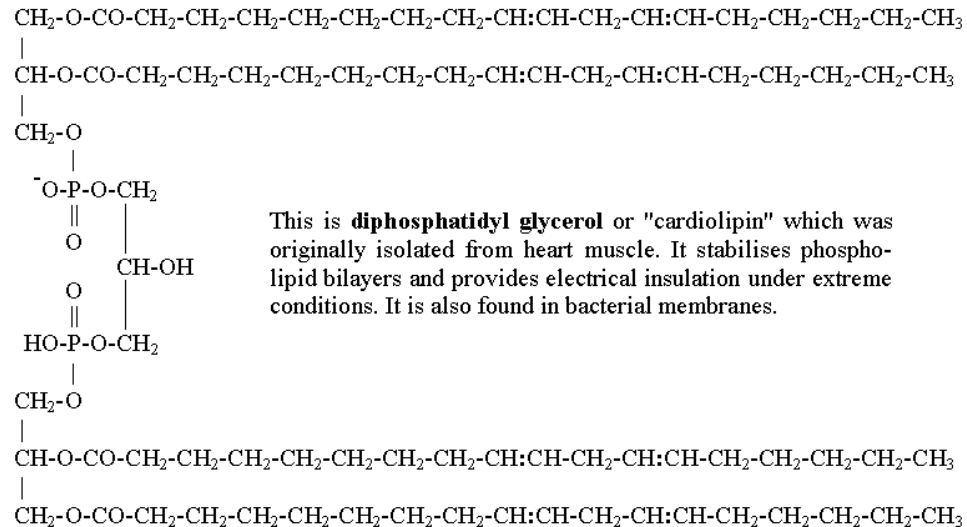 CH₂-O-CO-CH₂-CH₂-CH₂-CH₂-CH₂-CH₂-CH₂-CH:CH-CH₂-CH:CH-CH₂-CH₂-CH₂-CH₂-CH₃
CH-O-CO-CH₂-CH₂-CH₂-CH₂-CH₂-CH₂-CH₂-CH:CH-CH₂-CH:CH-CH₂-CH₂-CH₂-CH₂-CH₃
CH₂-O
⁻O-P-O-CH₂
O
CH-OH
O
HO-P-O-CH₂
CH₂-O
CH-O-CO-CH₂-CH₂-CH₂-CH₂-CH₂-CH₂-CH₂-CH:CH-CH₂-CH:CH-CH₂-CH₂-CH₂-CH₂-CH₃
CH₂-O-CO-CH₂-CH₂-CH₂-CH₂-CH₂-CH₂-CH₂-CH:CH-CH₂-CH:CH-CH₂-CH₂-CH₂-CH₂-CH₃
This is diphosphatidyl glycerol or "cardiolipin" which was
originally isolated from heart muscle. It stabilises phospho-
lipid bilayers and provides electrical insulation under extreme
conditions. It is also found in bacterial membranes.